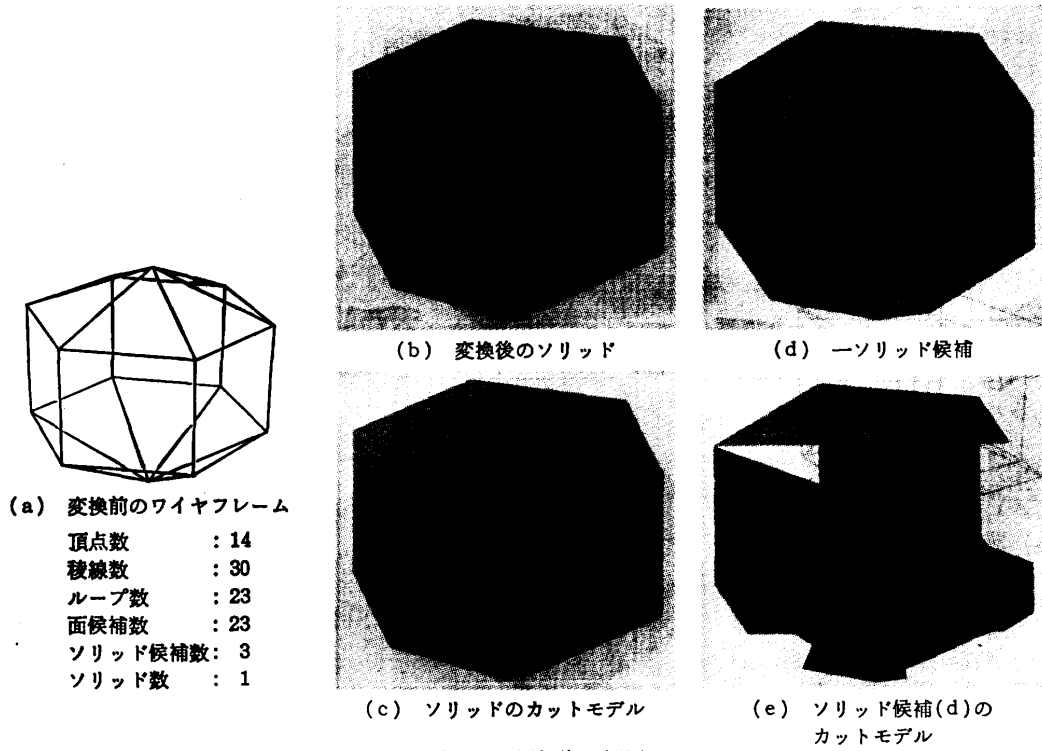 (b) 変換後のソリッド
(d) 一ソリッド候補
(a) 変換前のワイヤフレーム
頂点数 : 14
稜線数 : 30
ループ数 : 23
面候補数 : 23
ソリッド候補数: 3
ソリッド数 : 1
(c) ソリッドのカットモデル
(e) ソリッド候補(d)の
カットモデル